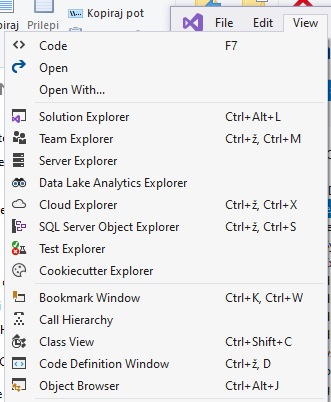 Kopiraj pot
piraj Prilepi
File Edit View
Code F7
Open
Open With...
Solution Explorer Ctrl+Alt+L
Team Explorer Ctrl+ž, Ctrl+M
Server Explorer
Data Lake Analytics Explorer
Cloud Explorer Ctrl+ž, Ctrl+X
SQL Server Object Explorer Ctrl+ž, Ctrl+S
Test Explorer
Cookiecutter Explorer
Bookmark Window Ctrl+K, Ctrl+W
Call Hierarchy
Class View Ctrl+Shift+C
Code Definition Window Ctrl+ž, D
Object Browser Ctrl+Alt+J